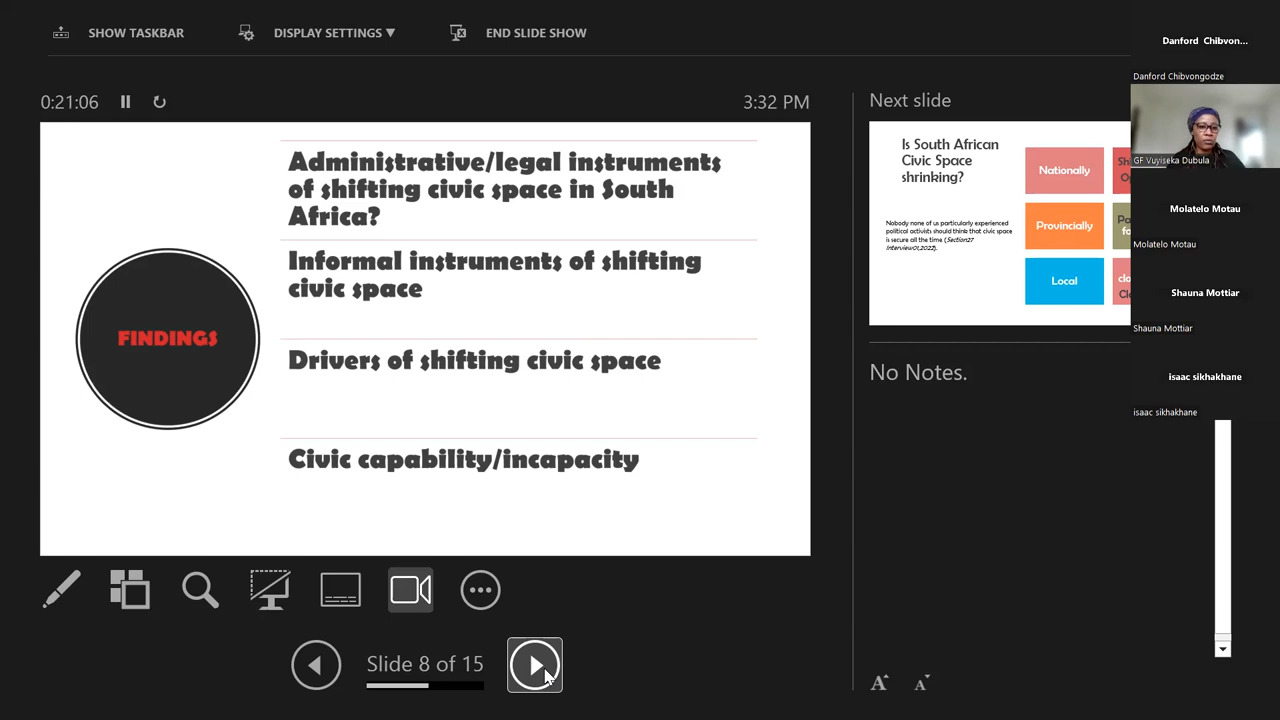 SHOW TASKBAR
DISPLAY SETTINGS ▼
END SLIDE SHOW
0:21:06
3:32 PM
FINDINGS
Administrative/legal instruments
of shifting civic space in South
Africa?
Informal instruments of shifting
civic space
Drivers of shifting civic space
Civic capability/incapacity
Slide 8 of 15
Next slide
Is South African
Civic Space
shrinking?
Nobody none of us particularly experienced
political activists should think that civic space
is secure all the time (Section27
Interview01,2022).
Nationally
Provincially
Local
No Notes.
A A
Danford Chibvon...
Danford Chibvongodze
GF Vuyiseka Dubula
Molatelo Motau
Molatelo Motau
Shauna Mottiar
Shauna Mottiar
isaac sikhakhane
isaac sikhakhane